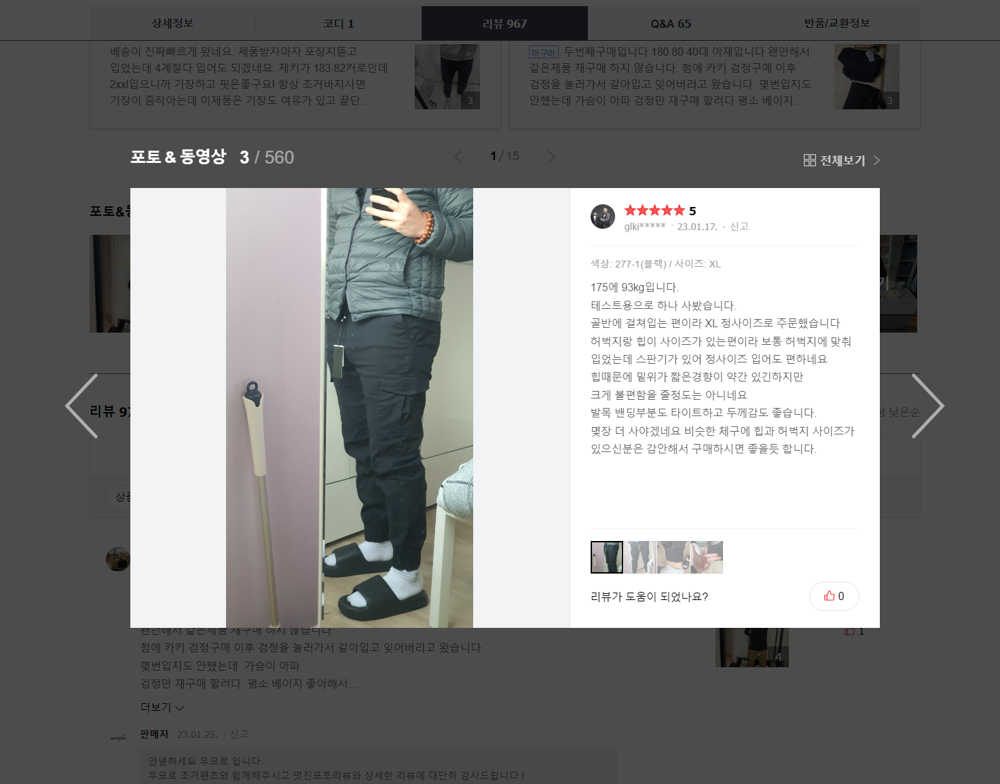 상세정보
코디 1
리뷰 967
Q&A 65
반품/교환정보
배송이 진짜빠르게 왔네요. 제품받자마자 포장지뜯고
입었는데 4계절다 입어도 되겠네요. 제키가 183 82커로인데
2xxl입으니까 기장하고 핏은좋구요! 항상 조거바지사면
기장이 좀작아는데 이제품은 기장도 여유가 있고 끝단...
3
재구매 두번째구매입니다 180 80 40대 아재입니다 왠만해서
같은제품 재구매 하지 않습니다. 첨에 카키 검정구매 이후
검정을 놀러가서 갈아입고 잊어버리고 왔습니다. 몇번입지도
안했는데 가슴이 아파 검정만 재구매 할려다 평소 베이지...
3
포토 & 동영상 3 / 560
1 / 15
전체보기
포토&
5
glki***** · 23.01.17. · 신고
색상: 277-1(블랙) / 사이즈: XL
175에 93kg입니다.
테스트용으로 하나 사봤습니다.
골반에 걸쳐입는 편이라 XL 정사이즈로 주문했습니다
허벅지랑 힙이 사이즈가 있는편이라 보통 허벅지에 맞춰
입었는데 스판기가 있어 정사이즈 입어도 편하네요
힙때문에 밑위가 짧은경향이 약간 있긴하지만
크게 불편함을 줄정도는 아니네요
발목 밴딩부분도 타이트하고 두께감도 좋습니다.
몇장 더 사야겠네요 비슷한 체구에 힙과 허벅지 사이즈가
있으신분은 감안해서 구매하시면 좋을듯 합니다.
리뷰가 도움이 되었나요?
0
기
리뷰 9
낮은순
상품
왠만해서 같은제품 재구매 하지 않습니다.
첨에 카키 검정구매 이후 검정을 놀러가서 갈아입고 잊어버리고 왔습니다.
몇번입지도 안했는데 가슴이 아파
검정만 재구매 할려다 평소 베이지 좋아해서...
4
1
더보기
판매자 23.01.25. | 신고
안녕하세요 우모르 입니다.
우모르 조거팬츠와 함께해주시고 멋진포토리뷰와 상세한 리뷰에 대단히 감사드립니다 !